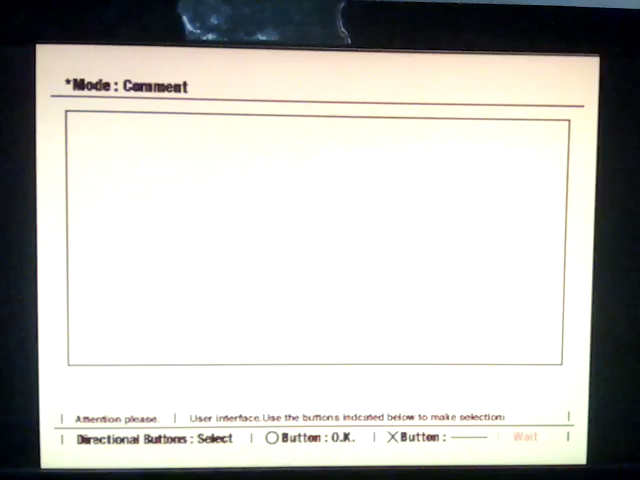 *Mode : Comment
Attention please. | User interface.Use the buttons indcated below to make selection:
Directional Buttons : Select | ○Button : O.K. | ×Button : —— | Wait